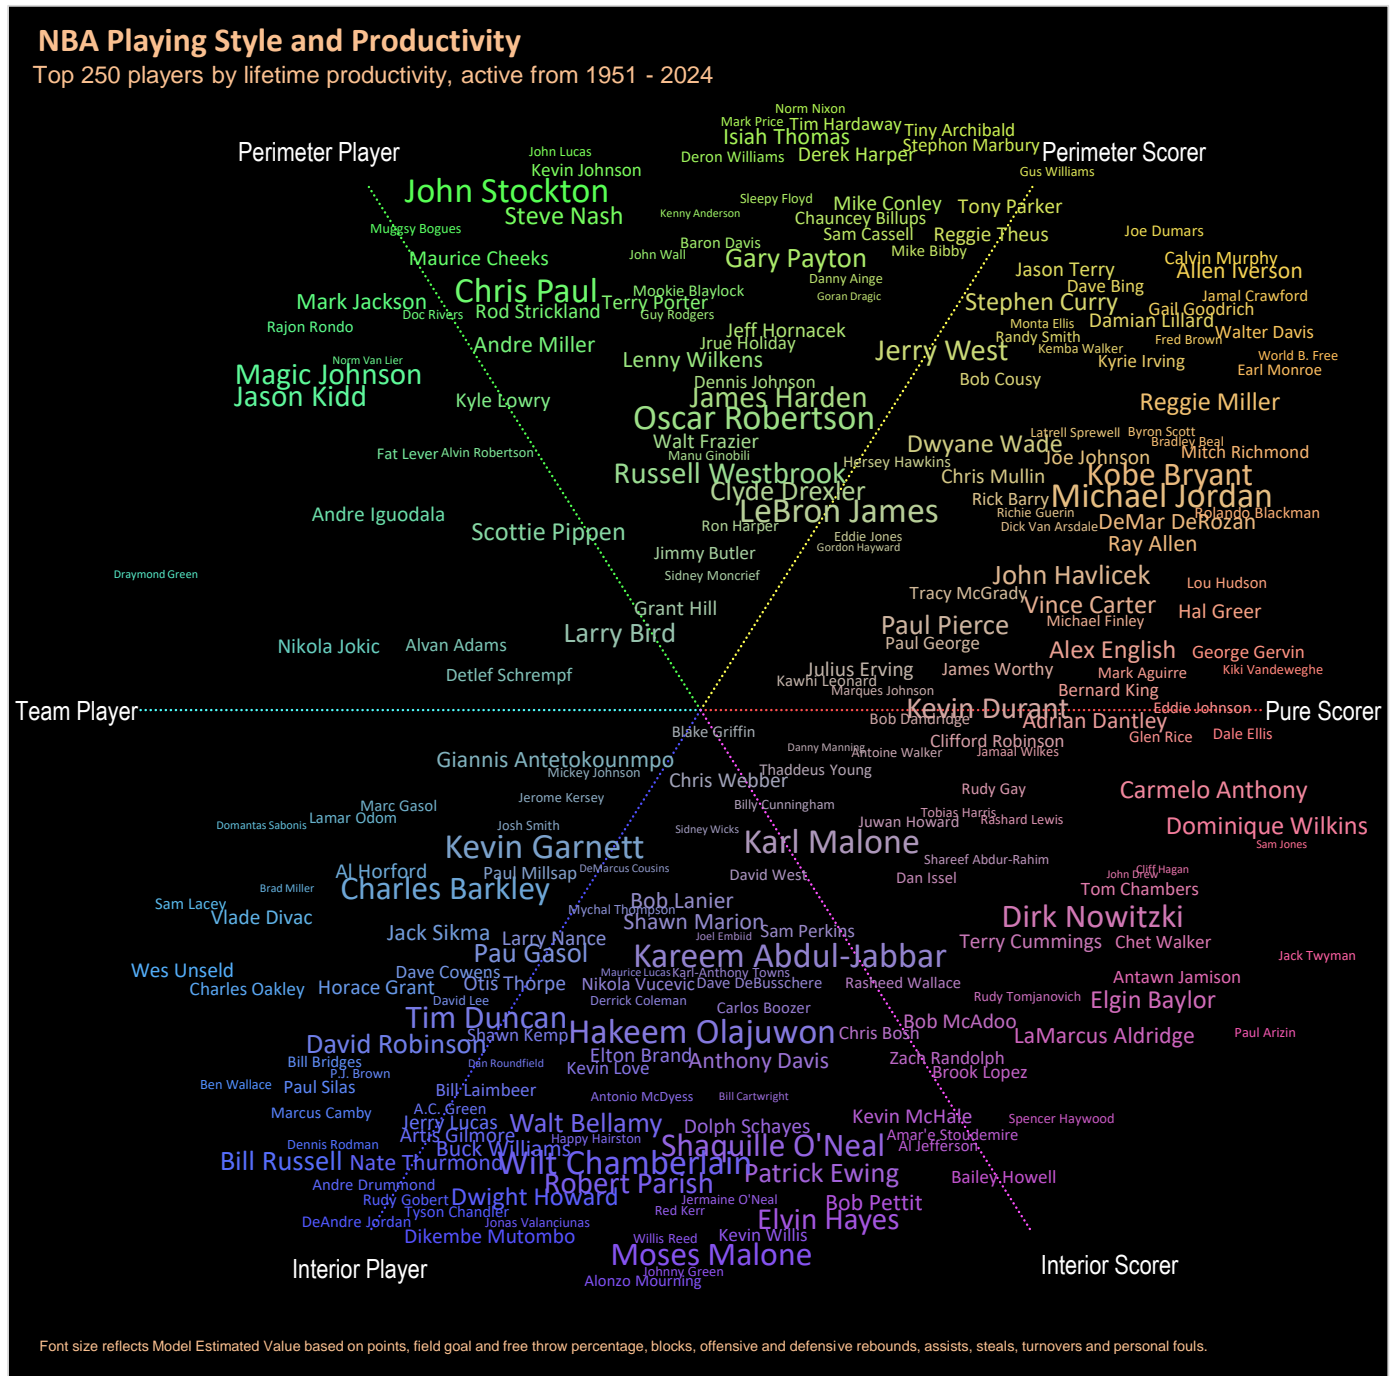 NBA Playing Style and Productivity
Top 250 players by lifetime productivity, active from 1951 - 2024
Norm Nixon
Mark Price
Tim Hardaway
Tiny Archibald
Isiah Thomas
Stephon Marbury
Perimeter Player
John Lucas
Deron Williams
Derek Harper
Perimeter Scorer
Kevin Johnson
Gus Williams
John Stockton
Sleepy Floyd
Mike Conley
Tony Parker
Steve Nash
Kenny Anderson
Chauncey Billups
Muggsy Bogues
Sam Cassell
Reggie Theus
Joe Dumars
Baron Davis
Mike Bibby
Maurice Cheeks
John Wall
Gary Payton
Calvin Murphy
Jason Terry
Allen Iverson
Danny Ainge
Dave Bing
Chris Paul
Mookie Blaylock
Goran Dragic
Jamal Crawford
Mark Jackson
Terry Porter
Stephen Curry
Gail Goodrich
Doc Rivers
Rod Strickland
Guy Rodgers
Damian Lillard
Rajon Rondo
Jeff Hornacek
Monta Ellis
Walter Davis
Andre Miller
Jrue Holiday
Randy Smith
Fred Brown
Norm Van Lier
Lenny Wilkens
Jerry West
Kemba Walker
World B. Free
Kyrie Irving
Earl Monroe
Magic Johnson
Dennis Johnson
Bob Cousy
Jason Kidd
Kyle Lowry
James Harden
Reggie Miller
Oscar Robertson
Walt Frazier
Dwyane Wade
Latrell Sprewell
Byron Scott
Bradley Beal
Fat Lever
Alvin Robertson
Manu Ginobili
Hersey Hawkins
Joe Johnson
Mitch Richmond
Russell Westbrook
Chris Mullin
Kobe Bryant
Clyde Drexler
Rick Barry
Michael Jordan
Andre Iguodala
LeBron James
Richie Guerin
Rolando Blackman
Scottie Pippen
Ron Harper
Dick Van Arsdale
DeMar DeRozan
Eddie Jones
Gordon Hayward
Ray Allen
Jimmy Butler
Draymond Green
Sidney Moncrief
John Havlicek
Lou Hudson
Tracy McGrady
Grant Hill
Vince Carter
Hal Greer
Larry Bird
Paul Pierce
Michael Finley
Nikola Jokic
Alvan Adams
Paul George
Alex English
George Gervin
Detlef Schrempf
Julius Erving
James Worthy
Mark Aguirre
Kiki Vandeweghe
Kawhi Leonard
Marques Johnson
Bernard King
Team Player
Kevin Durant
Eddie Johnson
Pure Scorer
Bob Dandridge
Adrian Dantley
Blake Griffin
Clifford Robinson
Glen Rice
Dale Ellis
Danny Manning
Antoine Walker
Jamaal Wilkes
Giannis Antetokounmpo
Mickey Johnson
Thaddeus Young
Chris Webber
Rudy Gay
Carmelo Anthony
Jerome Kersey
Marc Gasol
Billy Cunningham
Lamar Odom
Tobias Harris
Rashard Lewis
Domantas Sabonis
Josh Smith
Sidney Wicks
Juwan Howard
Dominique Wilkins
Kevin Garnett
Karl Malone
Sam Jones
Shareef Abdur-Rahim
Al Horford
Paul Millsap
DeMarcus Cousins
David West
Dan Issel
John Drew
Cliff Hagan
Brad Miller
Charles Barkley
Tom Chambers
Sam Lacey
Bob Lanier
Vlade Divac
Mychal Thompson
Shawn Marion
Dirk Nowitzki
Jack Sikma
Larry Nance
Joel Embiid
Sam Perkins
Terry Cummings
Chet Walker
Pau Gasol
Kareem Abdul-Jabbar
Jack Twyman
Wes Unseld
Dave Cowens
Maurice Lucas
Karl-Anthony Towns
Antawn Jamison
Charles Oakley
Horace Grant
Otis Thorpe
Nikola Vucevic
Dave DeBusschere
Rasheed Wallace
David Lee
Derrick Coleman
Carlos Boozer
Rudy Tomjanovich
Elgin Baylor
Tim Duncan
Bob McAdoo
Shawn Kemp
Hakeem Olajuwon
Chris Bosh
LaMarcus Aldridge
Paul Arizin
David Robinson
Elton Brand
Anthony Davis
Zach Randolph
Bill Bridges
Dan Roundfield
Kevin Love
Brook Lopez
P.J. Brown
Ben Wallace
Paul Silas
Bill Laimbeer
Antonio McDyess
Bill Cartwright
Marcus Camby
A.C. Green
Jerry Lucas
Walt Bellamy
Dolph Schayes
Kevin McHale
Spencer Haywood
Artis Gilmore
Happy Hairston
Amar'e Stoudemire
Dennis Rodman
Buck Williams
Shaquille O'Neal
Al Jefferson
Bill Russell
Nate Thurmond
Wilt Chamberlain
Patrick Ewing
Bailey Howell
Andre Drummond
Robert Parish
Rudy Gobert
Dwight Howard
Jermaine O'Neal
Bob Pettit
Tyson Chandler
Red Kerr
DeAndre Jordan
Jonas Valanciunas
Elvin Hayes
Dikembe Mutombo
Willis Reed
Kevin Willis
Moses Malone
Interior Player
Johnny Green
Interior Scorer
Alonzo Mourning
Font size reflects Model Estimated Value based on points, field goal and free throw percentage, blocks, offensive and defensive rebounds, assists, steals, turnovers and personal fouls.